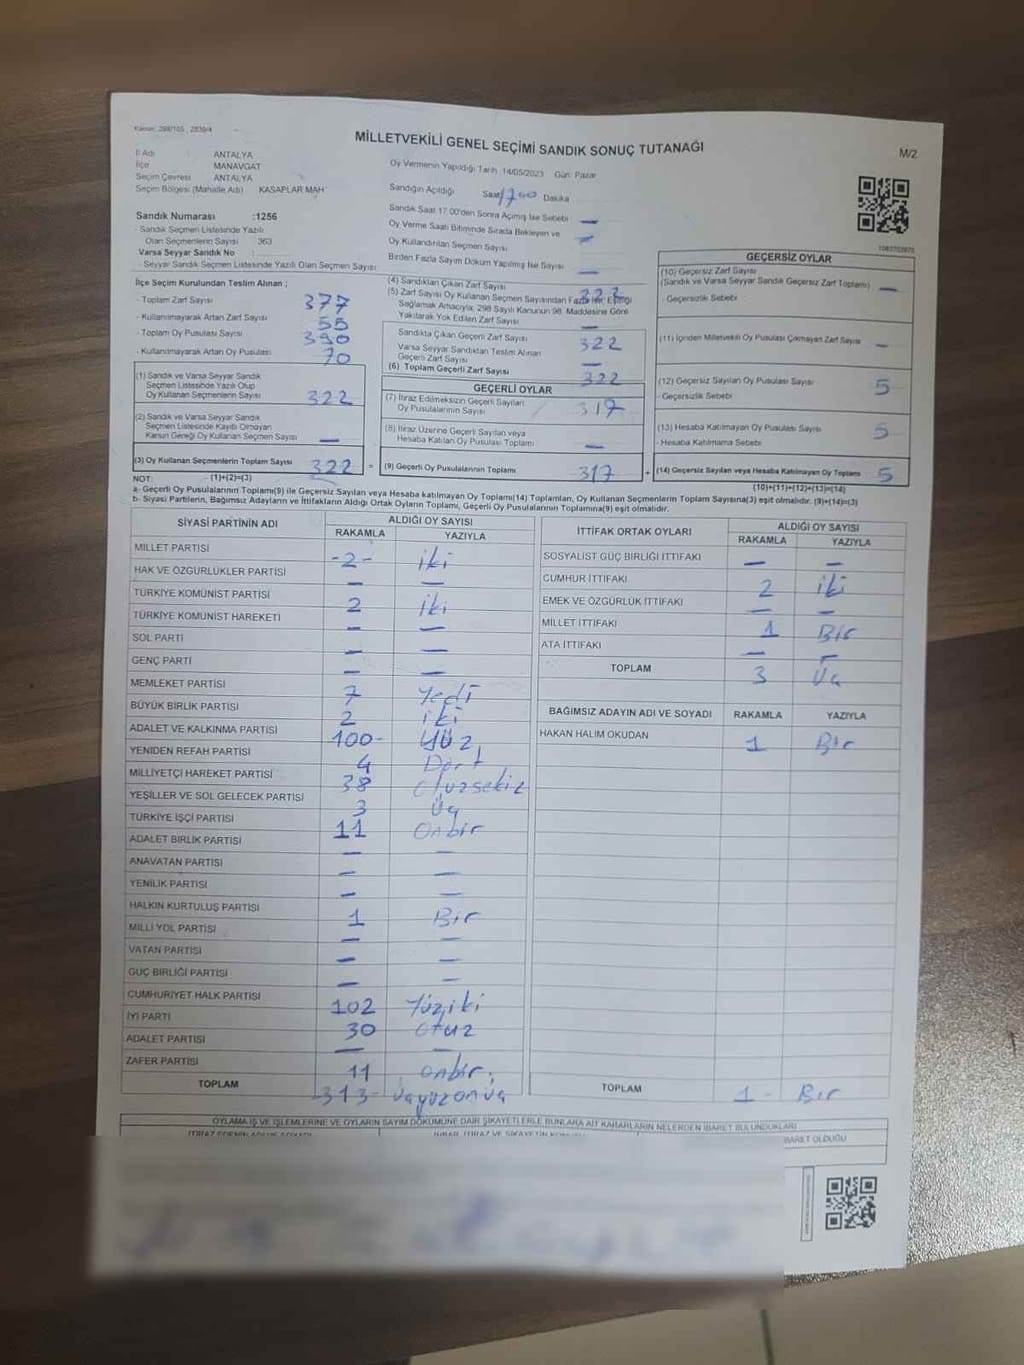 Kanun: 298/105 ; 2839/4
MİLLETVEKİLİ GENEL SEÇİMİ SANDIK SONUÇ TUTANAĞI
M/2
İl Adı : ANTALYA
İlçe : MANAVGAT
Seçim Çevresi : ANTALYA
Seçim Bölgesi (Mahalle Adı) KASAPLAR MAH
Oy Vermenin Yapıldığı Tarih 14/05/2023 Gün Pazar
Sandığın Açıldığı Saat 1700 Dakika
Sandık Saat 17.00'den Sonra Açılmış İse Sebebi : —
Oy Verme Saati Bitiminde Sırada Bekleyen ve
Oy Kullandırılan Seçmen Sayısı —
Birden Fazla Sayım Döküm Yapılmış İse Sayısı —
Sandık Numarası :1256
- Sandık Seçmen Listesinde Yazılı
Olan Seçmenlerin Sayısı 363
Varsa Seyyar Sandık No :
- Seyyar Sandık Seçmen Listesinde Yazılı Olan Seçmen Sayısı
İlçe Seçim Kurulundan Teslim Alınan ;
- Toplam Zarf Sayısı 377
- Kullanılmayarak Artan Zarf Sayısı 55
- Toplam Oy Pusulası Sayısı 390
- Kullanılmayarak Artan Oy Pusulası 70
(1) Sandık ve Varsa Seyyar Sandık
Seçmen Listesinde Yazılı Olup
Oy Kullanan Seçmenlerin Sayısı 322
(2) Sandık ve Varsa Seyyar Sandık
Seçmen Listesinde Kaydı Olmayan
Kanun Gereği Oy Kullanan Seçmen Sayısı —
(3) Oy Kullanan Seçmenlerin Toplam Sayısı 322 =
(4) Sandıktan Çıkan Zarf Sayısı 322
(5) Zarf Sayısı Oy Kullanan Seçmen Sayısından Fazla İse, Eşitliği
Sağlamak Amacıyla, 298 Sayılı Kanunun 98. Maddesine Göre
Yakılarak Yok Edilen Zarf Sayısı —
Sandıkta Çıkan Geçerli Zarf Sayısı 322
Varsa Seyyar Sandıktan Teslim Alınan
Geçerli Zarf Sayısı —
(6) Toplam Geçerli Zarf Sayısı 322
GEÇERLİ OYLAR
(7) İtiraz Edilmeksizin Geçerli Sayılan
Oy Pusulalarının Sayısı 317
(8) İtiraz Üzerine Geçerli Sayılan veya
Hesaba Katılan Oy Pusulası Toplamı —
(9) Geçerli Oy Pusulalarının Toplamı 317 +
1083703970
GEÇERSİZ OYLAR
(10) Geçersiz Zarf Sayısı
(Sandık ve Varsa Seyyar Sandık Geçersiz Zarf Toplamı) —
- Geçersizlik Sebebi
(11) İçinden Milletvekili Oy Pusulası Çıkmayan Zarf Sayısı —
(12) Geçersiz Sayılan Oy Pusulası Sayısı 5
- Geçersizlik Sebebi
(13) Hesaba Katılmayan Oy Pusulası Sayısı 5
- Hesaba Katılmama Sebebi
(14) Geçersiz Sayılan veya Hesaba Katılmayan Oy Toplamı 5
NOT: (1)+(2)=(3)
(10)+(11)+(12)+(13)=(14)
a- Geçerli Oy Pusulalarının Toplamı(9) ile Geçersiz Sayılan veya Hesaba katılmayan Oy Toplamı(14) Toplamları, Oy Kullanan Seçmenlerin Toplam Sayısına(3) eşit olmalıdır. (9)+(14)=(3)
b- Siyasi Partilerin, Bağımsız Adayların ve İttifakların Aldığı Ortak Oyların Toplamı, Geçerli Oy Pusulalarının Toplamına(9) eşit olmalıdır.
SİYASİ PARTİNİN ADI
ALDIĞI OY SAYISI
RAKAMLA YAZIYLA
MİLLET PARTİSİ -2- iki
HAK VE ÖZGÜRLÜKLER PARTİSİ — —
TÜRKİYE KOMÜNİST PARTİSİ 2 iki
TÜRKİYE KOMÜNİST HAREKETİ — —
SOL PARTİ — —
GENÇ PARTİ — —
MEMLEKET PARTİSİ 7 Yedi
BÜYÜK BİRLİK PARTİSİ 2 iki
ADALET VE KALKINMA PARTİSİ 100- Yüz
YENİDEN REFAH PARTİSİ 4 Dört
MİLLİYETÇİ HAREKET PARTİSİ 38 otuzsekiz
YEŞİLLER VE SOL GELECEK PARTİSİ 3 Üç
TÜRKİYE İŞÇİ PARTİSİ 11 Onbir
ADALET BİRLİK PARTİSİ — —
ANAVATAN PARTİSİ — —
YENİLİK PARTİSİ — —
HALKIN KURTULUŞ PARTİSİ 1 Bir
MİLLİ YOL PARTİSİ — —
VATAN PARTİSİ — —
GÜÇ BİRLİĞİ PARTİSİ — —
CUMHURİYET HALK PARTİSİ 102 Yüziki
İYİ PARTİ 30 otuz
ADALET PARTİSİ — —
ZAFER PARTİSİ 11 onbir
TOPLAM -313- üçyüzonüç
İTTİFAK ORTAK OYLARI
ALDIĞI OY SAYISI
RAKAMLA YAZIYLA
SOSYALİST GÜÇ BİRLİĞİ İTTİFAKI — —
CUMHUR İTTİFAKI 2 iki
EMEK VE ÖZGÜRLÜK İTTİFAKI — —
MİLLET İTTİFAKI 1 Bir
ATA İTTİFAKI — —
TOPLAM 3 Üç
BAĞIMSIZ ADAYIN ADI VE SOYADI RAKAMLA YAZIYLA
HAKAN HALİM OKUDAN 1 Bir
TOPLAM 1 - Bir
OYLAMA İŞ VE İŞLEMLERİNE VE OYLARIN SAYIM DÖKÜMÜNE DAİR ŞİKAYETLERLE BUNLARA AİT KARARLARIN NELERDEN İBARET BULUNDUKLARI
BARET OLDUĞU